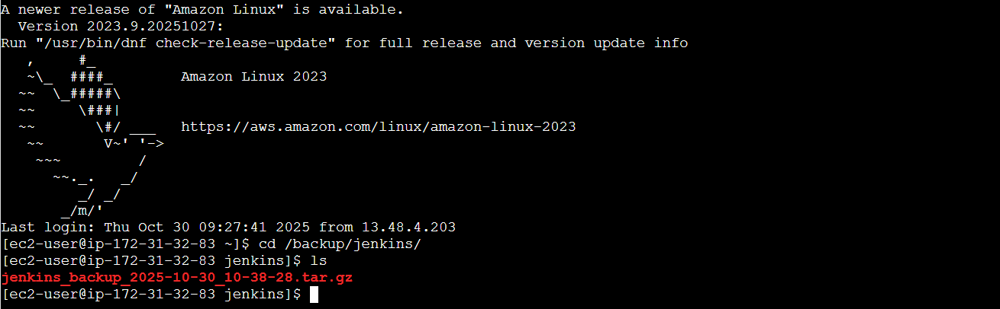 A newer release of "Amazon Linux" is available.
  Version 2023.9.20251027:
Run "/usr/bin/dnf check-release-update" for full release and version update info
   ,     #_
   ~\_  ####_        Amazon Linux 2023
  ~~  \_#####\
  ~~     \###|
  ~~       \#/ ___   https://aws.amazon.com/linux/amazon-linux-2023
   ~~       V~' '->
    ~~~         /
      ~~._.   _/
         _/ _/
       _/m/'
Last login: Thu Oct 30 09:27:41 2025 from 13.48.4.203
[ec2-user@ip-172-31-32-83 ~]$ cd /backup/jenkins/
[ec2-user@ip-172-31-32-83 jenkins]$ ls
jenkins_backup_2025-10-30_10-38-28.tar.gz
[ec2-user@ip-172-31-32-83 jenkins]$